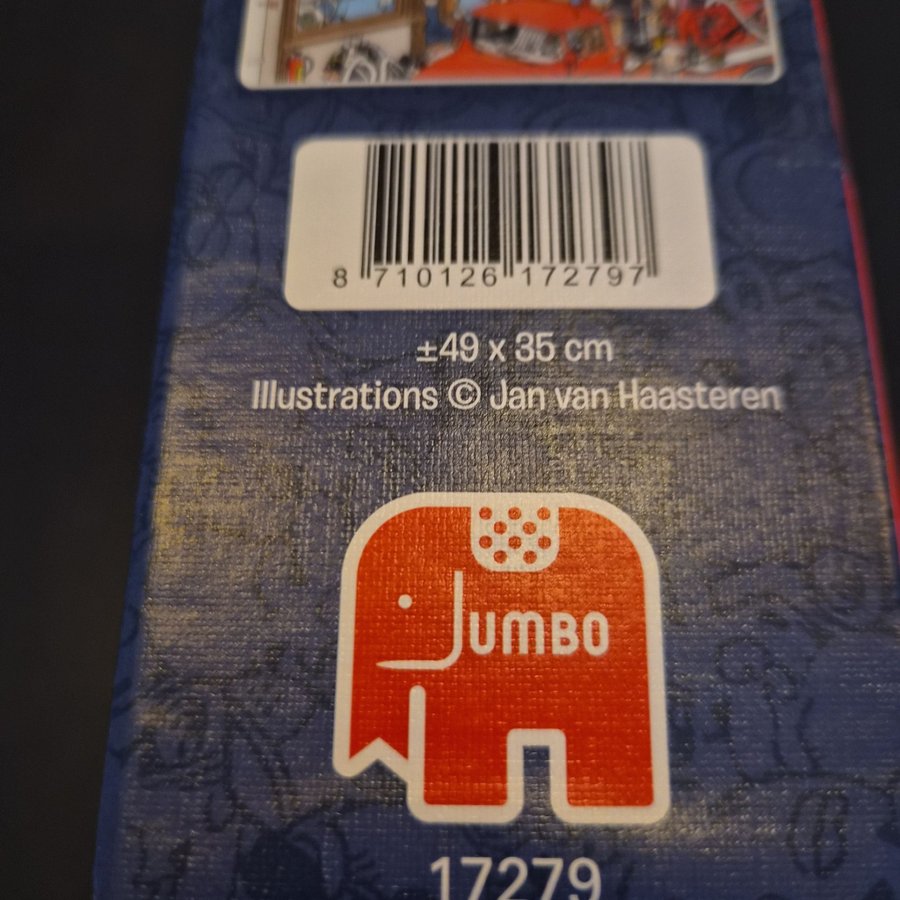 8 710126 172797
±49 x 35 cm
Illustrations © Jan van Haasteren
JUMBO
17279